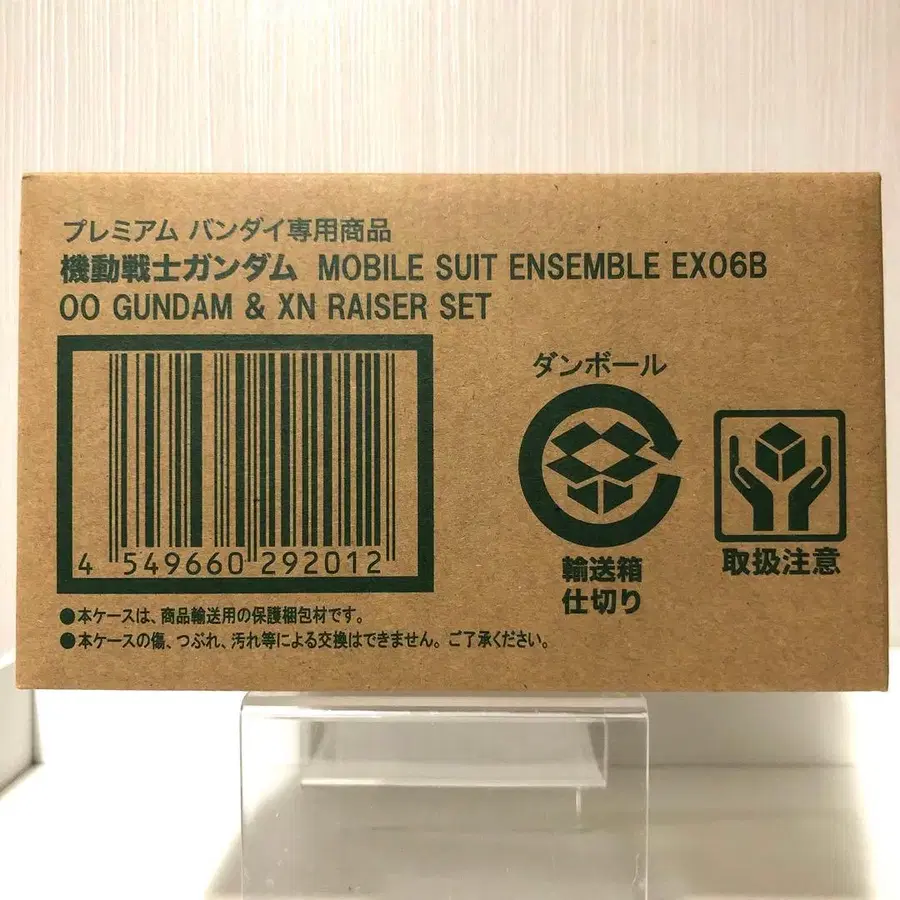 プレミアム バンダイ専用商品
機動戦士ガンダム MOBILE SUIT ENSEMBLE EX06B
00 GUNDAM & XN RAISER SET
4 549660 292012
ダンボール
輸送箱
仕切り
取扱注意
●本ケースは、商品輸送用の保護梱包材です。
●本ケースの傷、つぶれ、汚れ等による交換はできません。ご了承ください。